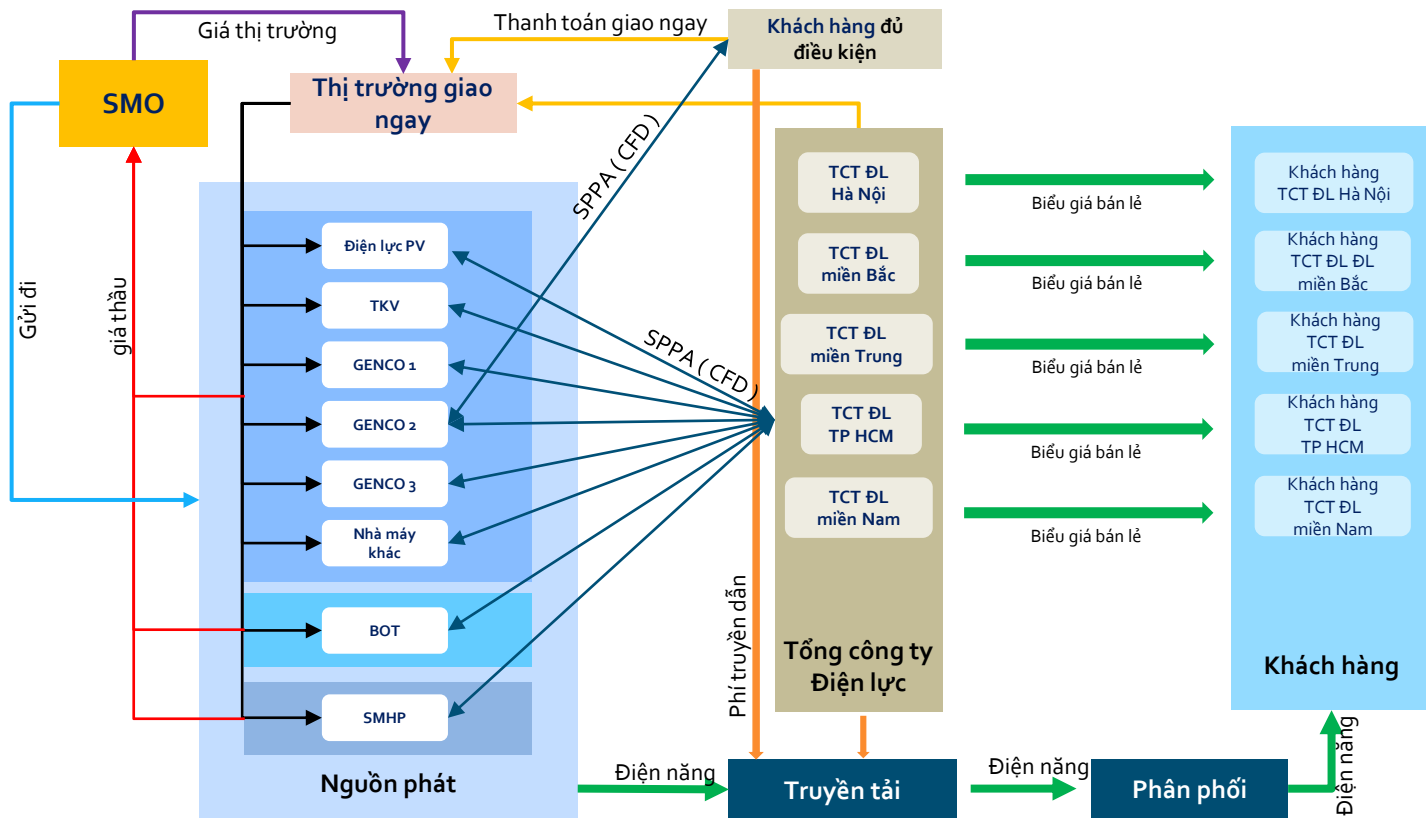 Giá thị trường
Thanh toán giao ngay
Khách hàng đủ
điều kiện
SMO
Thị trường giao
ngay
Gửi đi
giá thầu
SPPA ( CFD )
SPPA ( CFD )
Điện lực PV
TKV
GENCO 1
GENCO 2
GENCO 3
Nhà máy
khác
BOT
SMHP
Nguồn phát
TCT ĐL
Hà Nội
TCT ĐL
miền Bắc
TCT ĐL
miền Trung
TCT ĐL
TP HCM
TCT ĐL
miền Nam
Tổng công ty
Điện lực
Biểu giá bán lẻ
Biểu giá bán lẻ
Biểu giá bán lẻ
Biểu giá bán lẻ
Biểu giá bán lẻ
Khách hàng
TCT ĐL Hà Nội
Khách hàng
TCT ĐL ĐL
miền Bắc
Khách hàng
TCT ĐL
miền Trung
Khách hàng
TCT ĐL
TP HCM
Khách hàng
TCT ĐL
miền Nam
Khách hàng
Phí truyền dẫn
Điện năng
Truyền tải
Điện năng
Phân phối
Điện năng